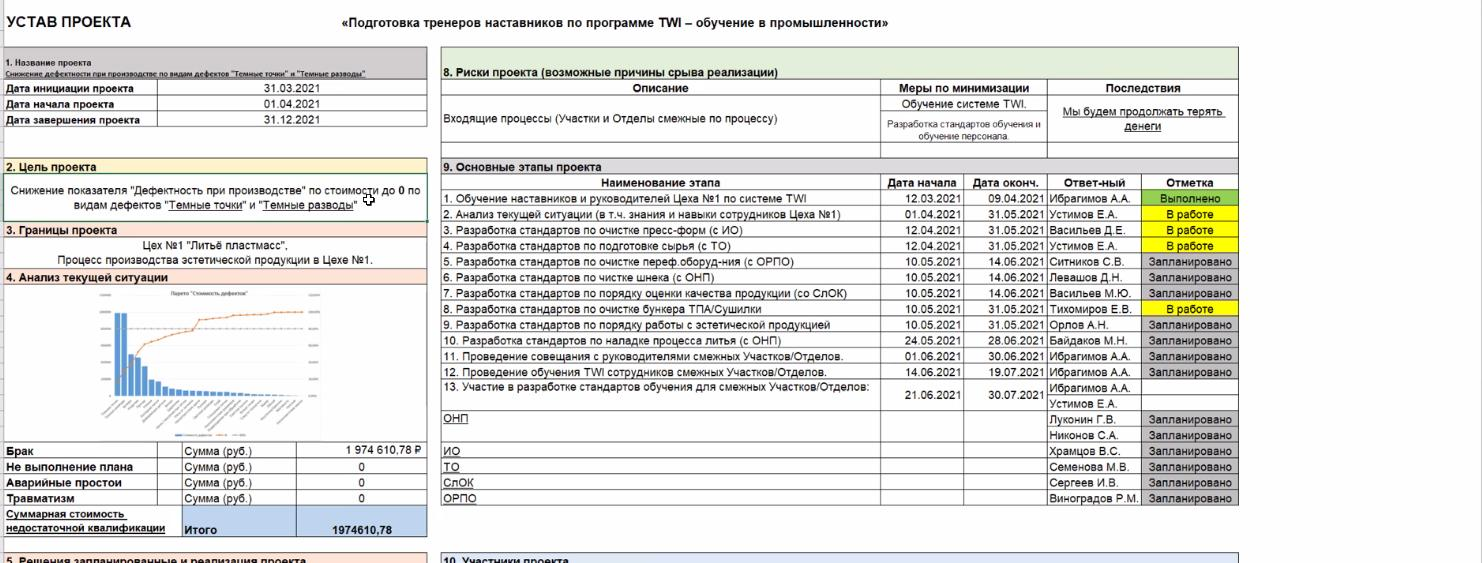 УСТАВ ПРОЕКТА
«Подготовка тренеров наставников по программе TWI – обучение в промышленности»
1. Название проекта
Снижение дефектности при производстве по видам дефектов "Темные точки" и "Темные разводы"
Дата инициации проекта 31.03.2021
Дата начала проекта 01.04.2021
Дата завершения проекта 31.12.2021
2. Цель проекта
Снижение показателя "Дефектность при производстве" по стоимости до 0 по
видам дефектов "Темные точки" и "Темные разводы"
3. Границы проекта
Цех №1 "Литьё пластмасс",
Процесс производства эстетической продукции в Цехе №1.
4. Анализ текущей ситуации
Парето "Стоимость дефектов"
Брак Сумма (руб.) 1 974 610,78 ₽
Не выполнение плана Сумма (руб.) 0
Аварийные простои Сумма (руб.) 0
Травматизм Сумма (руб.) 0
Суммарная стоимость
недостаточной квалификации Итого 1974610,78
5. Решения запланированные и реализация проекта
8. Риски проекта (возможные причины срыва реализации)
Описание Меры по минимизации Последствия
Входящие процессы (Участки и Отделы смежные по процессу)
Обучение системе TWI.
Разработка стандартов обучения и
обучение персонала.
Мы будем продолжать терять
денеги
9. Основные этапы проекта
Наименование этапа Дата начала Дата оконч. Ответ-ный Отметка
1. Обучение наставников и руководителей Цеха №1 по системе TWI 12.03.2021 09.04.2021 Ибрагимов А.А. Выполнено
2. Анализ текущей ситуации (в т.ч. знания и навыки сотрудников Цеха №1) 01.04.2021 31.05.2021 Устимов Е.А. В работе
3. Разработка стандартов по очистке пресс-форм (с ИО) 12.04.2021 31.05.2021 Васильев Д.Е. В работе
4. Разработка стандартов по подготовке сырья (с ТО) 12.04.2021 31.05.2021 Устимов Е.А. В работе
5. Разработка стандартов по очистке переф.оборуд-ния (с ОРПО) 10.05.2021 14.06.2021 Ситников С.В. Запланировано
6. Разработка стандартов по чистке шнека (с ОНП) 10.05.2021 14.06.2021 Левашов Д.Н. Запланировано
7. Разработка стандартов по порядку оценки качества продукции (со СлОК) 10.05.2021 14.06.2021 Васильев М.Ю. Запланировано
8. Разработка стандартов по очистке бункера ТПА/Сушилки 10.05.2021 31.05.2021 Тихомиров Е.В. В работе
9. Разработка стандартов по порядку работы с эстетической продукцией 10.05.2021 31.05.2021 Орлов А.Н. Запланировано
10. Разработка стандартов по наладке процесса литья (с ОНП) 24.05.2021 28.06.2021 Байдаков М.Н. Запланировано
11. Проведение совещания с руководителями смежных Участков/Отделов. 01.06.2021 30.06.2021 Ибрагимов А.А. Запланировано
12. Проведение обучения TWI сотрудников смежных Участков/Отделов. 14.06.2021 19.07.2021 Ибрагимов А.А. Запланировано
13. Участие в разработке стандартов обучения для смежных Участков/Отделов: 21.06.2021 30.07.2021 Ибрагимов А.А.
Устимов Е.А.
ОНП Луконин Г.В. Запланировано
Никонов С.А. Запланировано
ИО Храмцов В.С. Запланировано
ТО Семенова М.В. Запланировано
СлОК Сергеев И.В. Запланировано
ОРПО Виноградов Р.М. Запланировано
10. Участники проекта